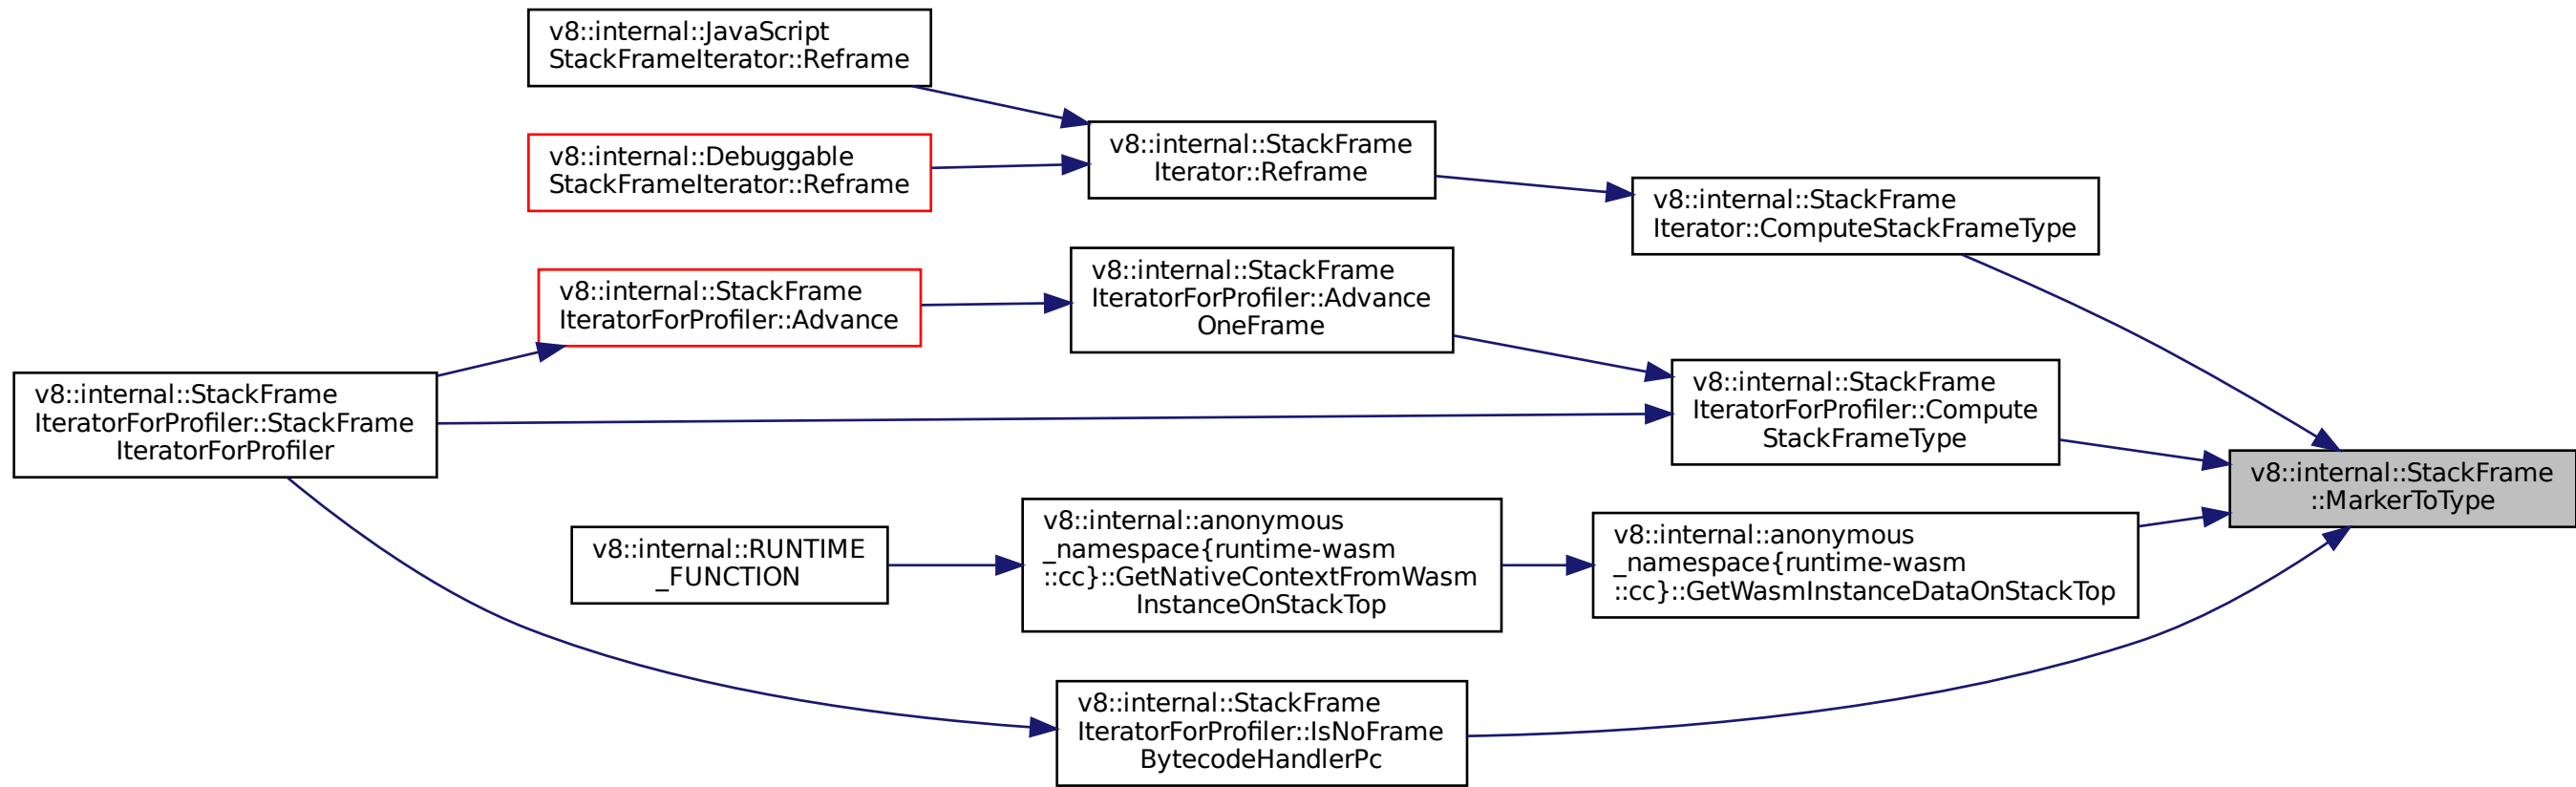 v8::internal::JavaScript
StackFrameIterator::Reframe
v8::internal::Debuggable
StackFrameIterator::Reframe
v8::internal::StackFrame
Iterator::Reframe
v8::internal::StackFrame
Iterator::ComputeStackFrameType
v8::internal::StackFrame
IteratorForProfiler::Advance
v8::internal::StackFrame
IteratorForProfiler::Advance
OneFrame
v8::internal::StackFrame
IteratorForProfiler::StackFrame
IteratorForProfiler
v8::internal::StackFrame
IteratorForProfiler::Compute
StackFrameType
v8::internal::StackFrame
::MarkerToType
v8::internal::RUNTIME
_FUNCTION
v8::internal::anonymous
_namespace{runtime-wasm
::cc}::GetNativeContextFromWasm
InstanceOnStackTop
v8::internal::anonymous
_namespace{runtime-wasm
::cc}::GetWasmInstanceDataOnStackTop
v8::internal::StackFrame
IteratorForProfiler::IsNoFrame
BytecodeHandlerPc